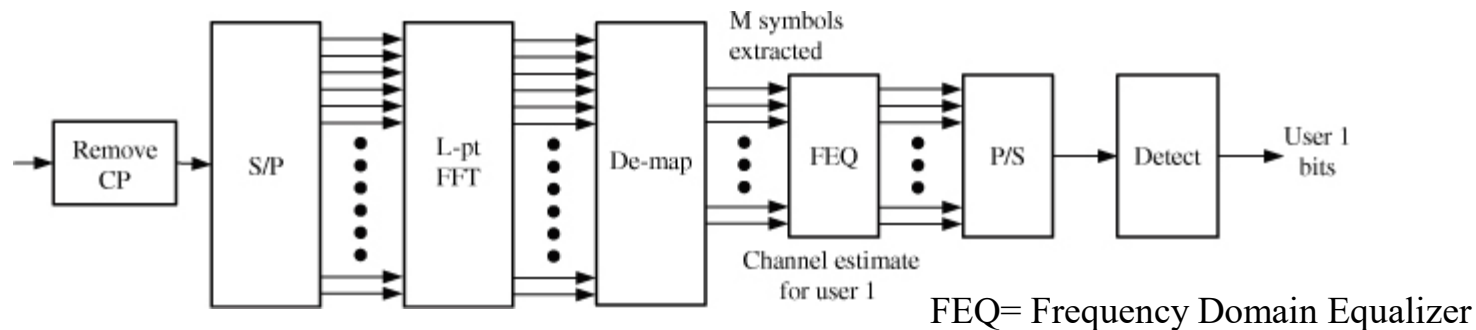 M symbols
extracted
Remove
CP
S/P
L-pt
FFT
De-map
FEQ
P/S
Detect
User 1
bits
Channel estimate
for user 1
FEQ= Frequency Domain Equalizer